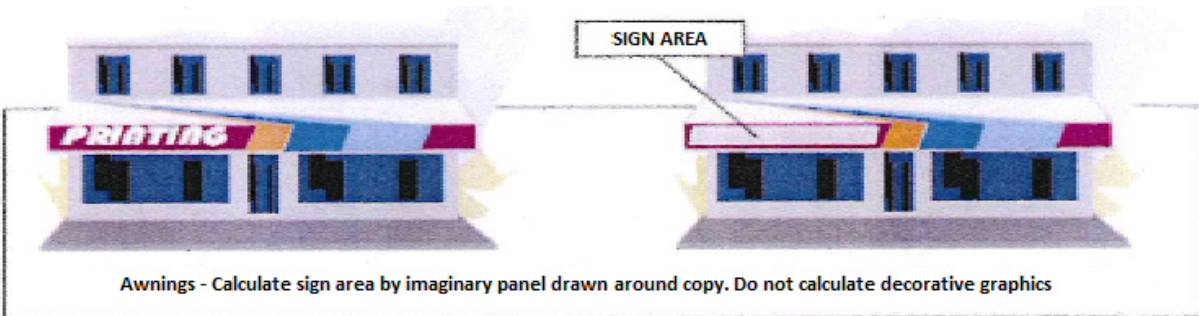 SIGN AREA
PRINTING
Awnings - Calculate sign area by imaginary panel drawn around copy. Do not calculate decorative graphics